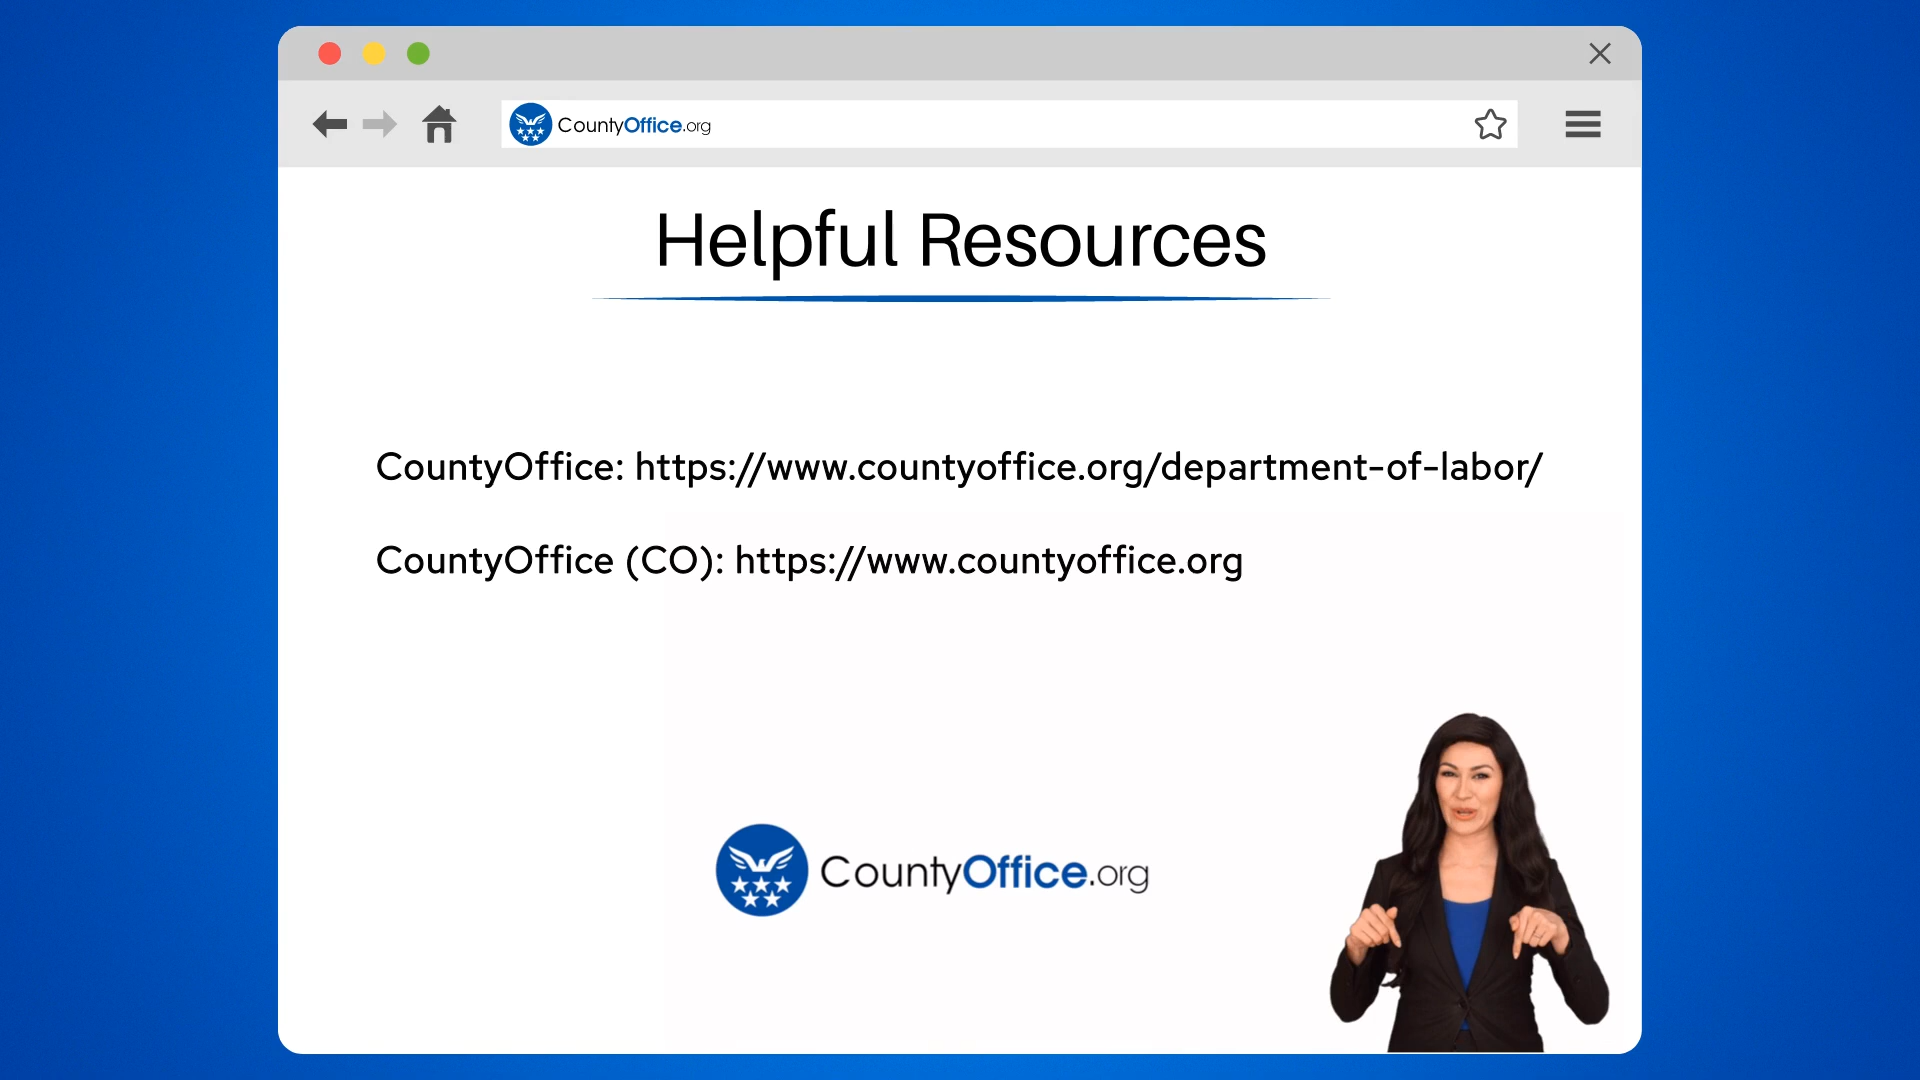 CountyOffice.org
Helpful Resources
CountyOffice: https://www.countyoffice.org/department-of-labor/
CountyOffice (CO): https://www.countyoffice.org
CountyOffice.org